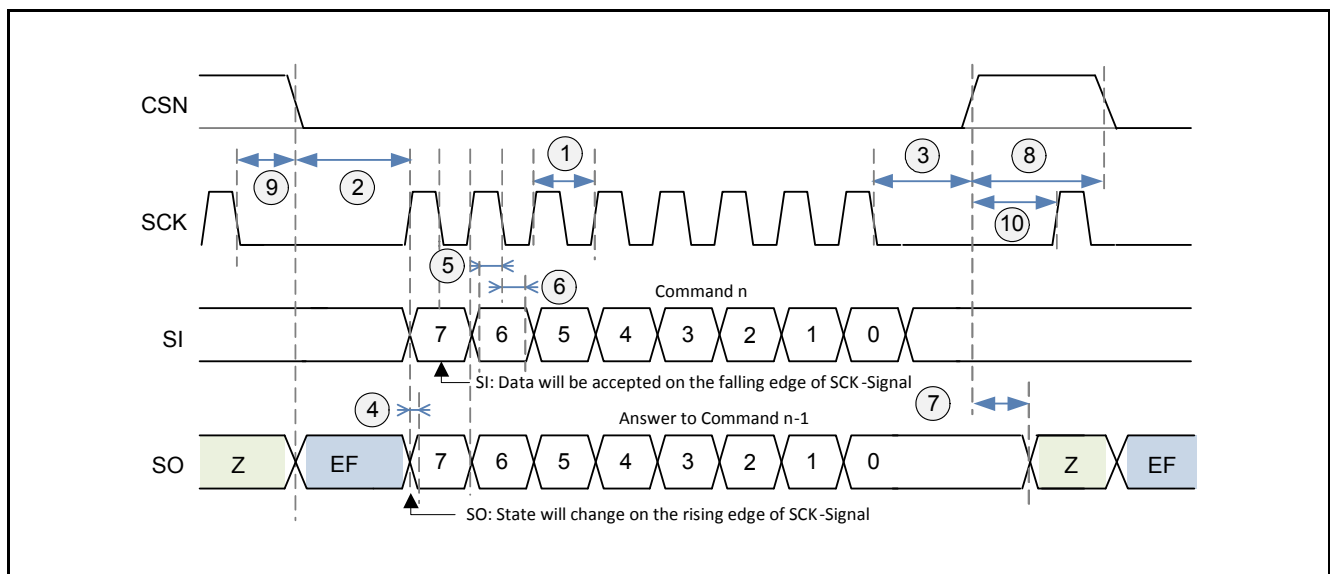 CSN
3
1
8
9
2
10
SCK
5
6
Command n
SI
7 6 5 4 3 2 1 0
SI: Data will be accepted on the falling edge of SCK-Signal
4
Answer to Command n-1
7
SO
Z EF 7 6 5 4 3 2 1 0 Z EF
SO: State will change on the rising edge of SCK-Signal